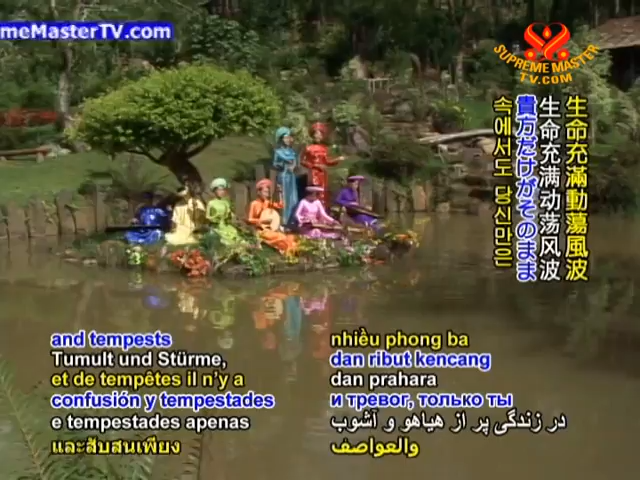 meMasterTV.com
SUPREME MASTER
TV.COM
生命充滿動蕩風波
生命充满动荡风波
貴方だけがそのまま
속에서도 당신만은
and tempests
Tumult und Stürme,
et de tempêtes il n'y a
confusión y tempestades
e tempestades apenas
และสับสนเพียง
nhiều phong ba
dan ribut kencang
dan prahara
и тревог, только ты
در زندگی پر از هیاهو و آشوب
والعواصف